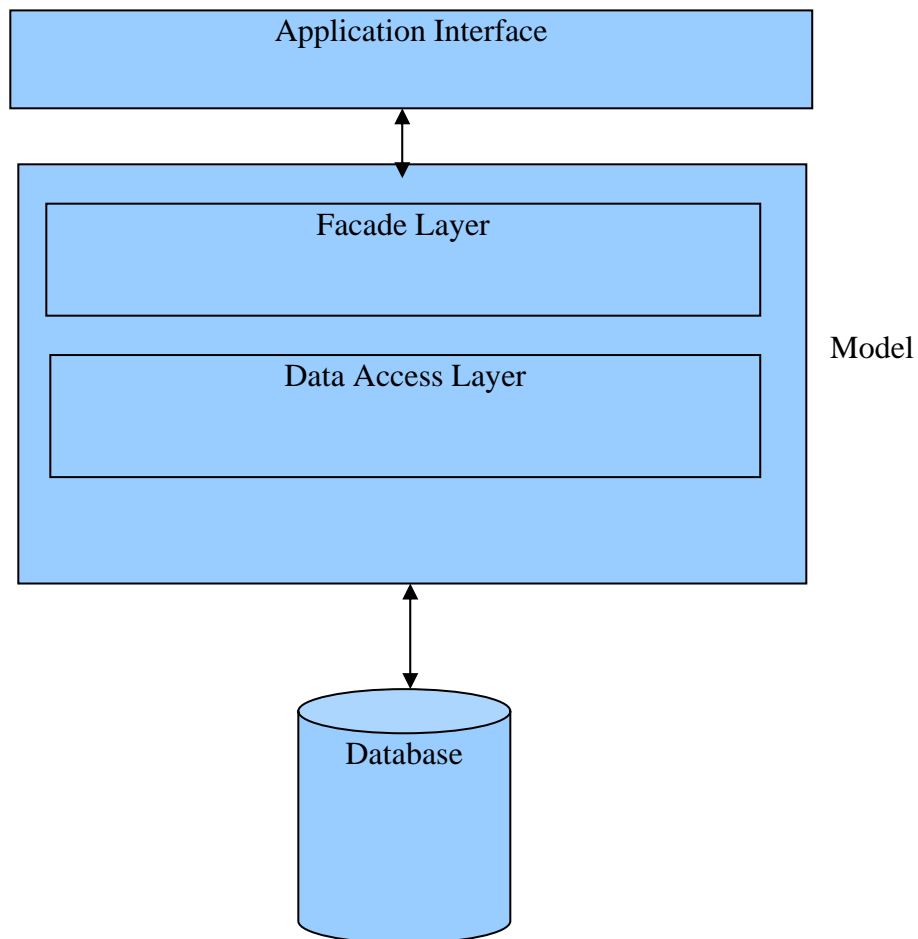 Application Interface
Facade Layer
Model
Data Access Layer
Database